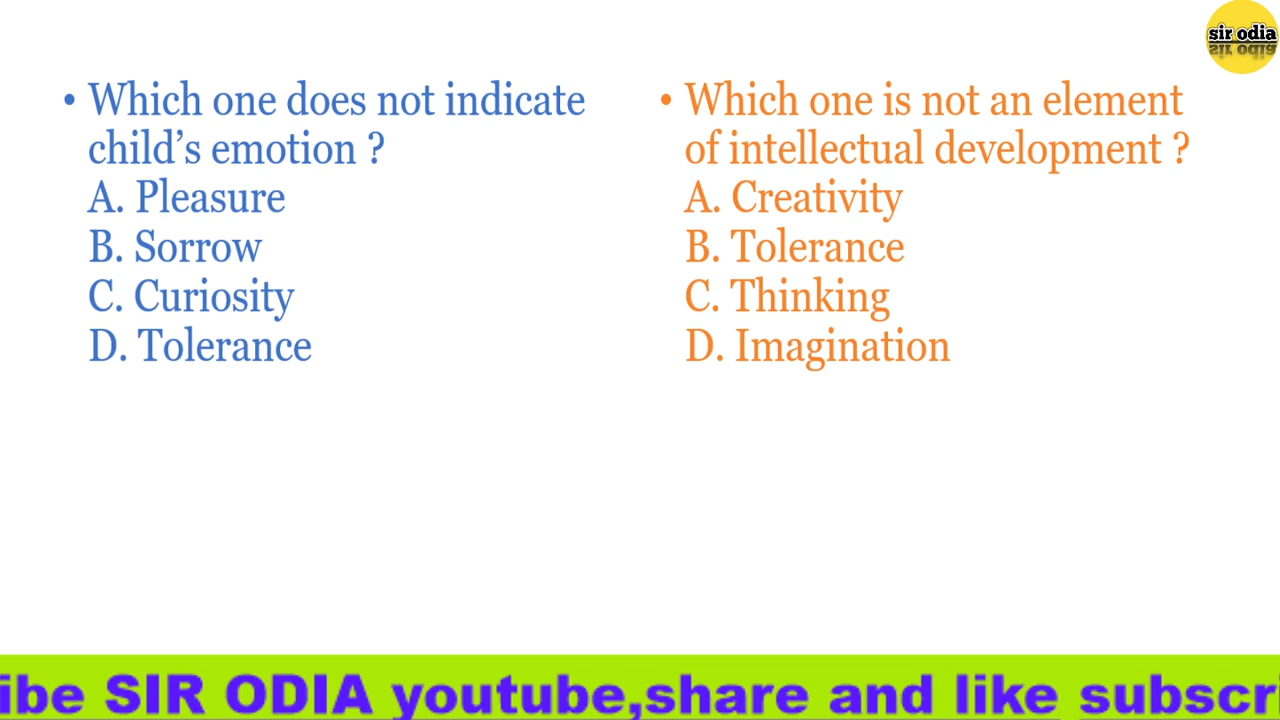 sir odia
• Which one does not indicate
child’s emotion ?
A. Pleasure
B. Sorrow
C. Curiosity
D. Tolerance
• Which one is not an element
of intellectual development ?
A. Creativity
B. Tolerance
C. Thinking
D. Imagination
ibe SIR ODIA youtube,share and like subscri